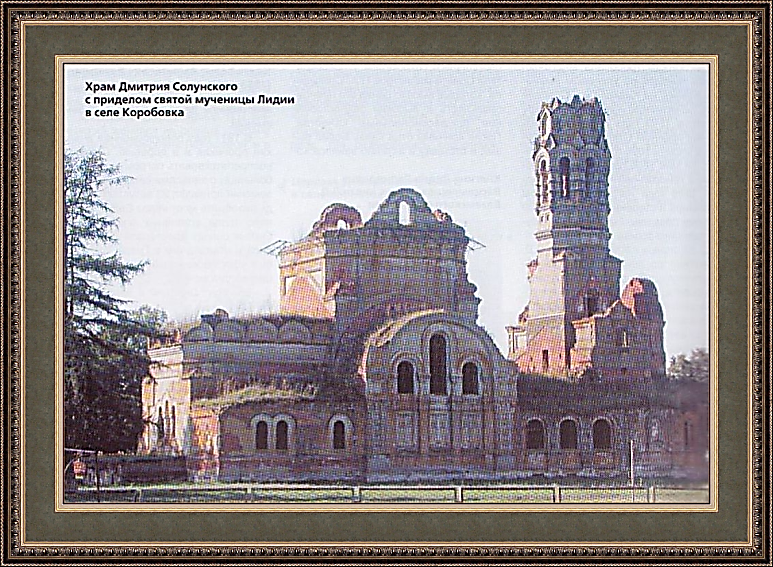 Храм Дмитрия Солунского
с приделом святой мученицы Лидии
в селе Коробовка